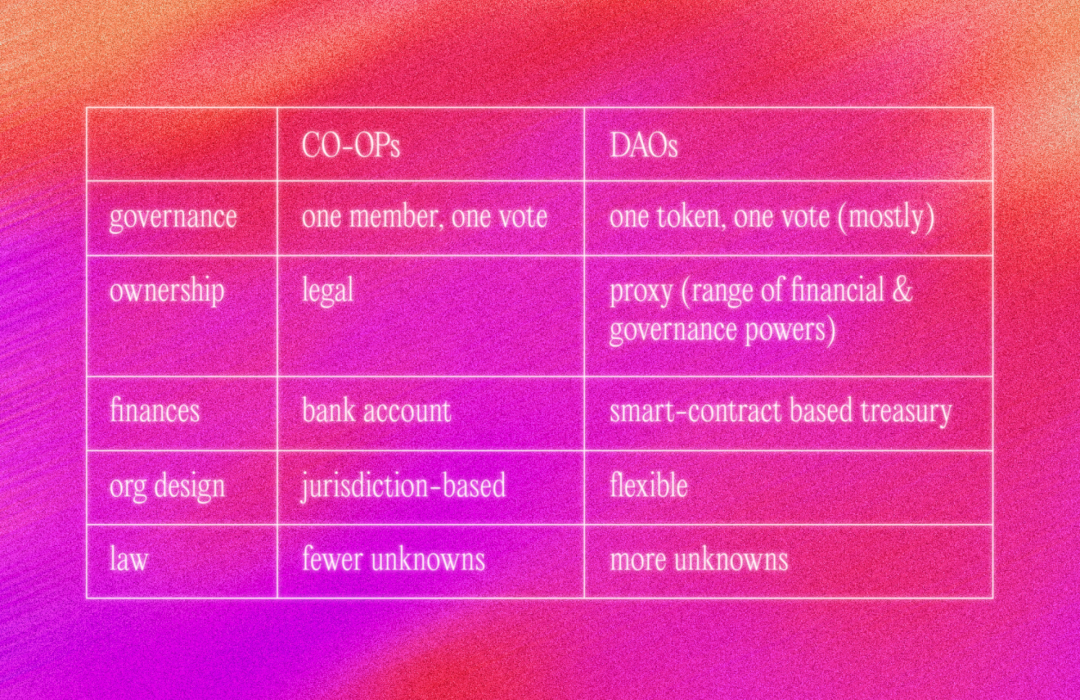 CO-OPs DAOs
governance one member, one vote one token, one vote (mostly)
ownership legal proxy (range of financial &
governance powers)
finances bank account smart-contract based treasury
org design jurisdiction-based flexible
law fewer unknowns more unknowns